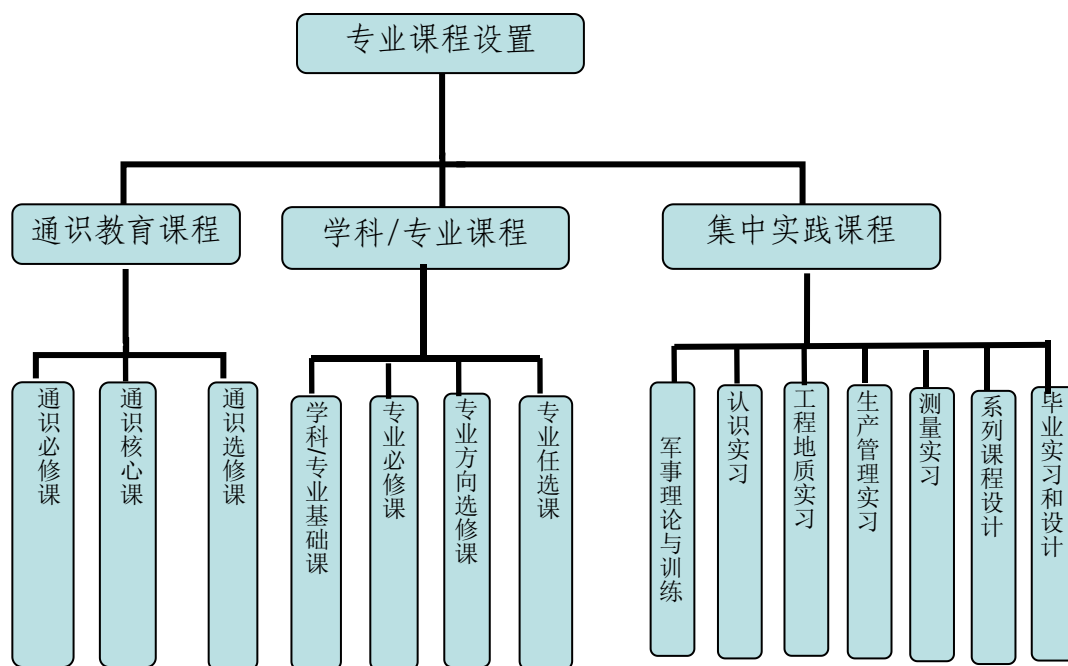 专业课程设置
通识教育课程
学科/专业课程
集中实践课程
通识必修课
通识核心课
通识选修课
学科/专业基础课
专业必修课
专业方向选修课
专业任选课
军事理论与训练
认识实习
工程地质实习
生产管理实习
测量实习
系列课程设计
毕业实习和设计